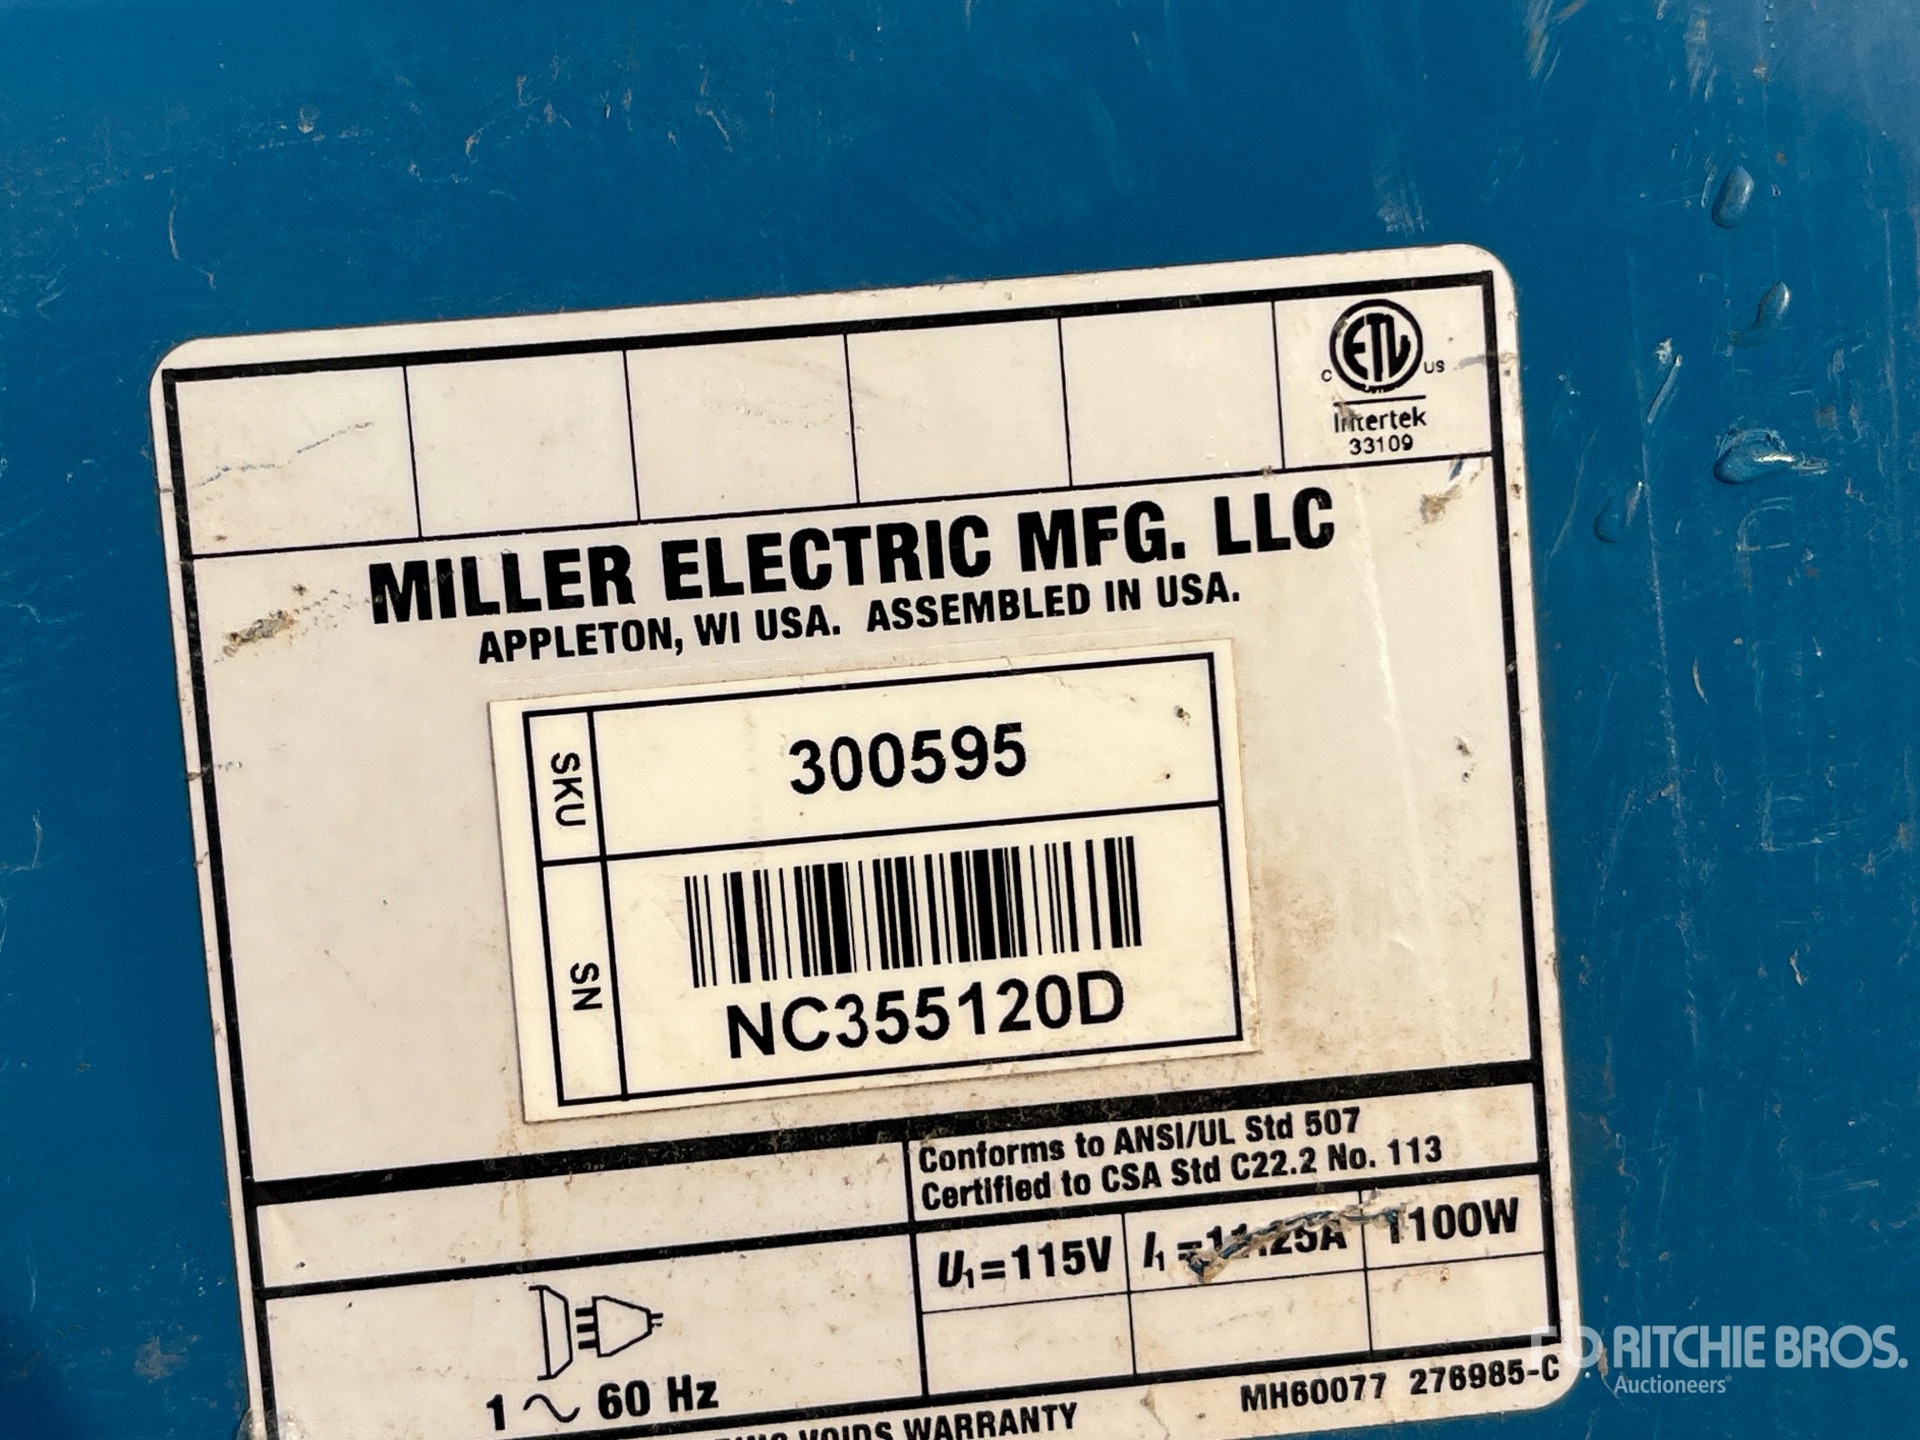 C ETL US
Intertek
33109
MILLER ELECTRIC MFG. LLC
APPLETON, WI USA. ASSEMBLED IN USA.
SKU 300595
SN NC355120D
Conforms to ANSI/UL Std 507
Certified to CSA Std C22.2 No. 113
U₁=115V I₁ 1100W
1 ∼ 60 Hz
MH60077 276985-C
VOIDS WARRANTY
RITCHIE BROS.
Auctioneers